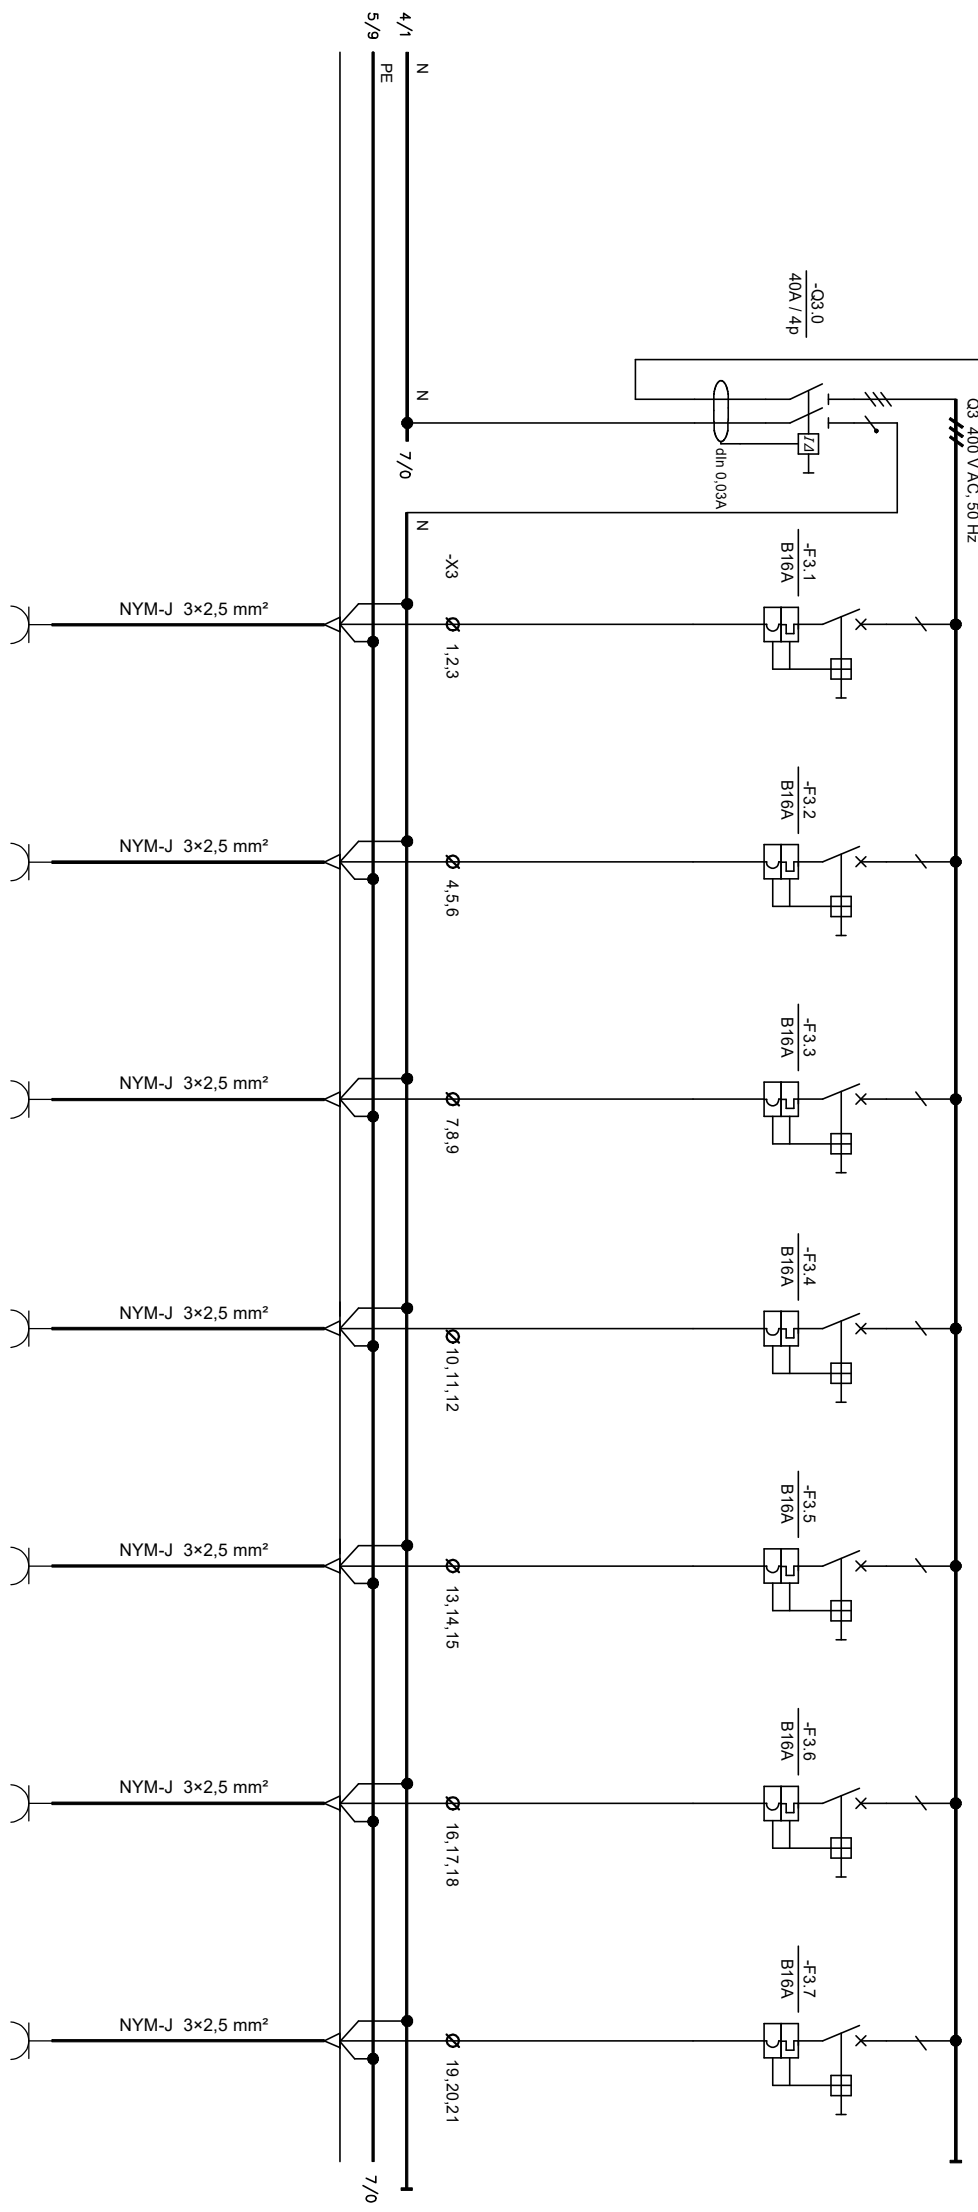 4/1
5/9
N
PE
-Q3.0
40A / 4p
Q3 400 V AC, 50 Hz
N
7/0
dIn 0,03A
N
-X3
-F3.1
B16A
NYM-J 3×2,5 mm²
1,2,3
-F3.2
B16A
NYM-J 3×2,5 mm²
4,5,6
-F3.3
B16A
NYM-J 3×2,5 mm²
7,8,9
-F3.4
B16A
NYM-J 3×2,5 mm²
10,11,12
-F3.5
B16A
NYM-J 3×2,5 mm²
13,14,15
-F3.6
B16A
NYM-J 3×2,5 mm²
16,17,18
-F3.7
B16A
NYM-J 3×2,5 mm²
19,20,21
7/0